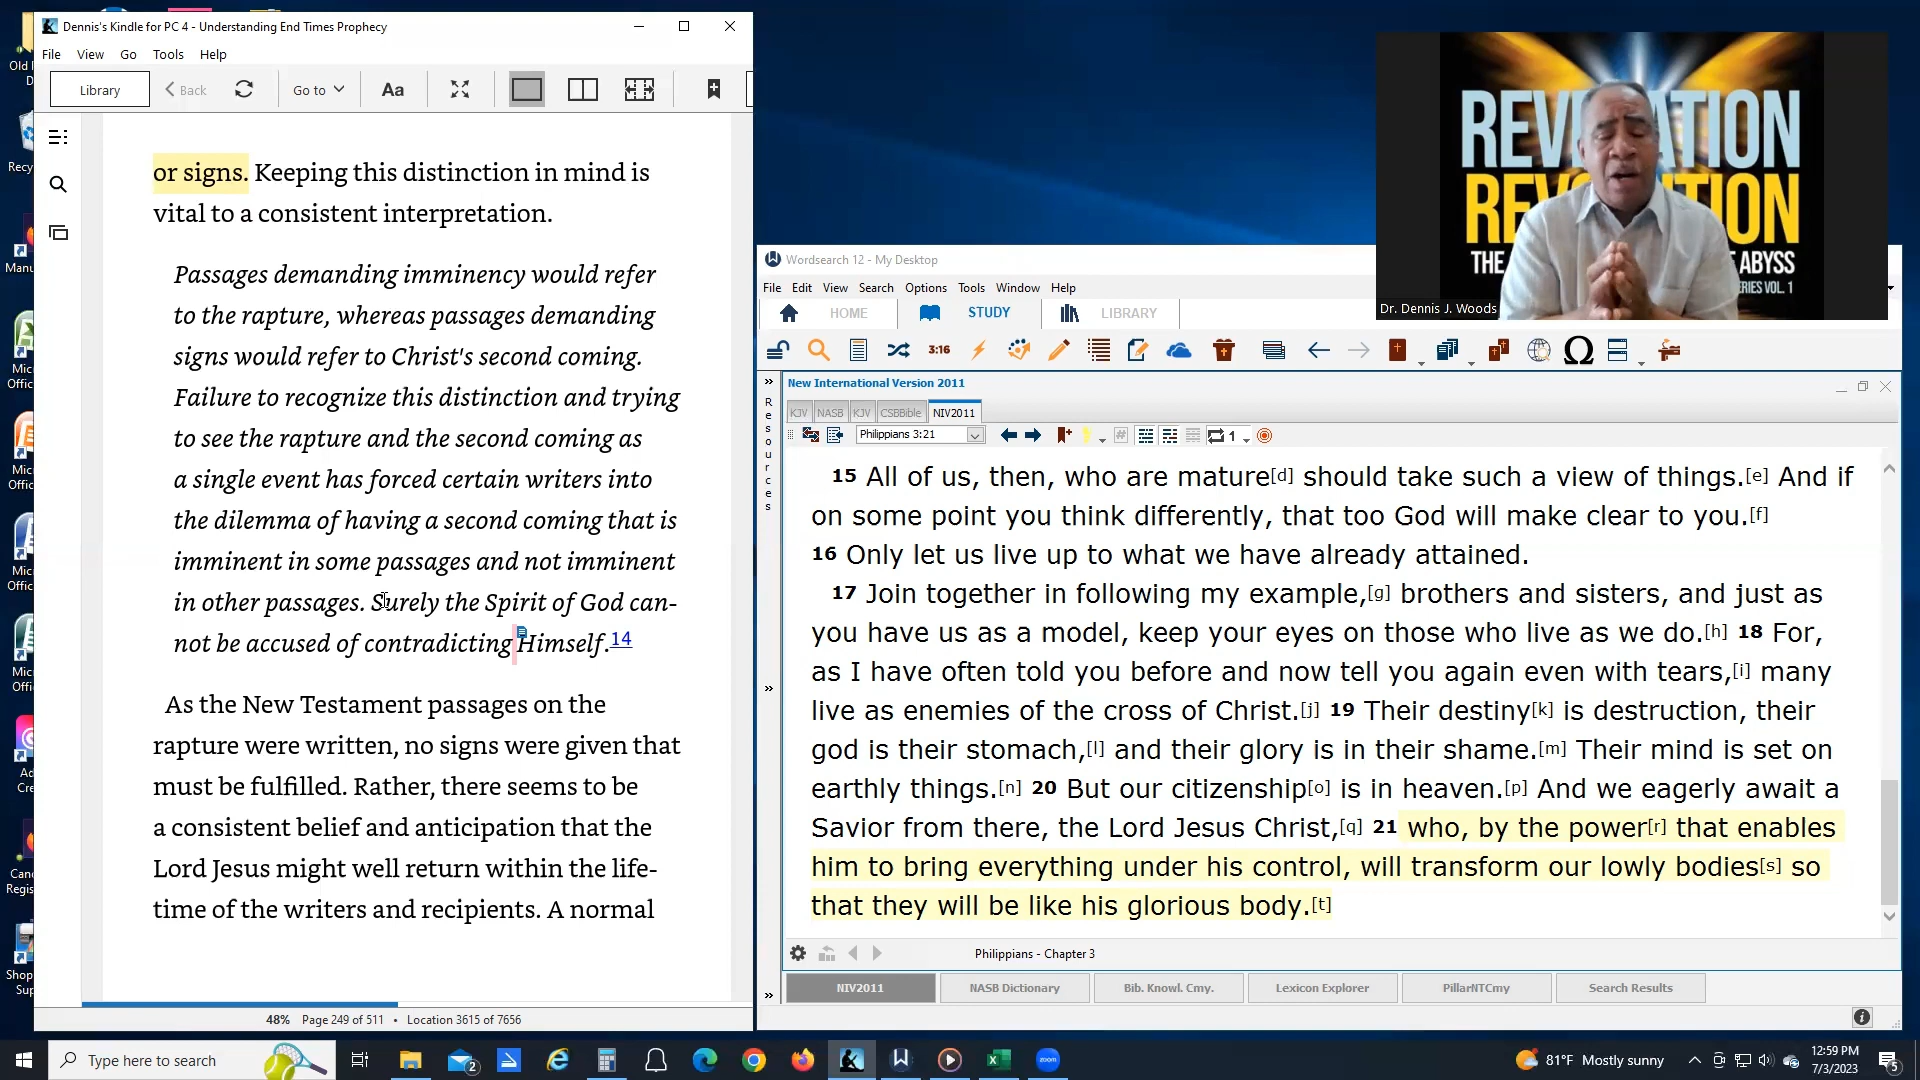 Dennis's Kindle for PC 4 - Understanding End Times Prophecy
File View Go Tools Help
Library
Back
Go to
Aa
or signs. Keeping this distinction in mind is
vital to a consistent interpretation.
Passages demanding imminency would refer
to the rapture, whereas passages demanding
signs would refer to Christ's second coming.
Failure to recognize this distinction and trying
to see the rapture and the second coming as
a single event has forced certain writers into
the dilemma of having a second coming that is
imminent in some passages and not imminent
in other passages. Surely the Spirit of God can-
not be accused of contradicting Himself.14
As the New Testament passages on the
rapture were written, no signs were given that
must be fulfilled. Rather, there seems to be
a consistent belief and anticipation that the
Lord Jesus might well return within the life-
time of the writers and recipients. A normal
48% Page 249 of 511 • Location 3615 of 7656
THE
ABYSS
SERIES VOL. 1
Dr. Dennis J. Woods
Wordsearch 12 - My Desktop
File Edit View Search Options Tools Window Help
HOME STUDY LIBRARY
3:16
Resources
New International Version 2011
KJV NASB KJV CSBBible NIV2011
Philippians 3:21
1
15 All of us, then, who are mature[d] should take such a view of things.[e] And if
on some point you think differently, that too God will make clear to you.[f]
16 Only let us live up to what we have already attained.
17 Join together in following my example,[g] brothers and sisters, and just as
you have us as a model, keep your eyes on those who live as we do.[h] 18 For,
as I have often told you before and now tell you again even with tears,[i] many
live as enemies of the cross of Christ.[j] 19 Their destiny[k] is destruction, their
god is their stomach,[l] and their glory is in their shame.[m] Their mind is set on
earthly things.[n] 20 But our citizenship[o] is in heaven.[p] And we eagerly await a
Savior from there, the Lord Jesus Christ,[q] 21 who, by the power[r] that enables
him to bring everything under his control, will transform our lowly bodies[s] so
that they will be like his glorious body.[t]
Philippians - Chapter 3
NIV2011 NASB Dictionary Bib. Knowl. Cmy. Lexicon Explorer PillarNTCmy Search Results
Type here to search
2
zoom
81°F Mostly sunny
12:59 PM
7/3/2023
5